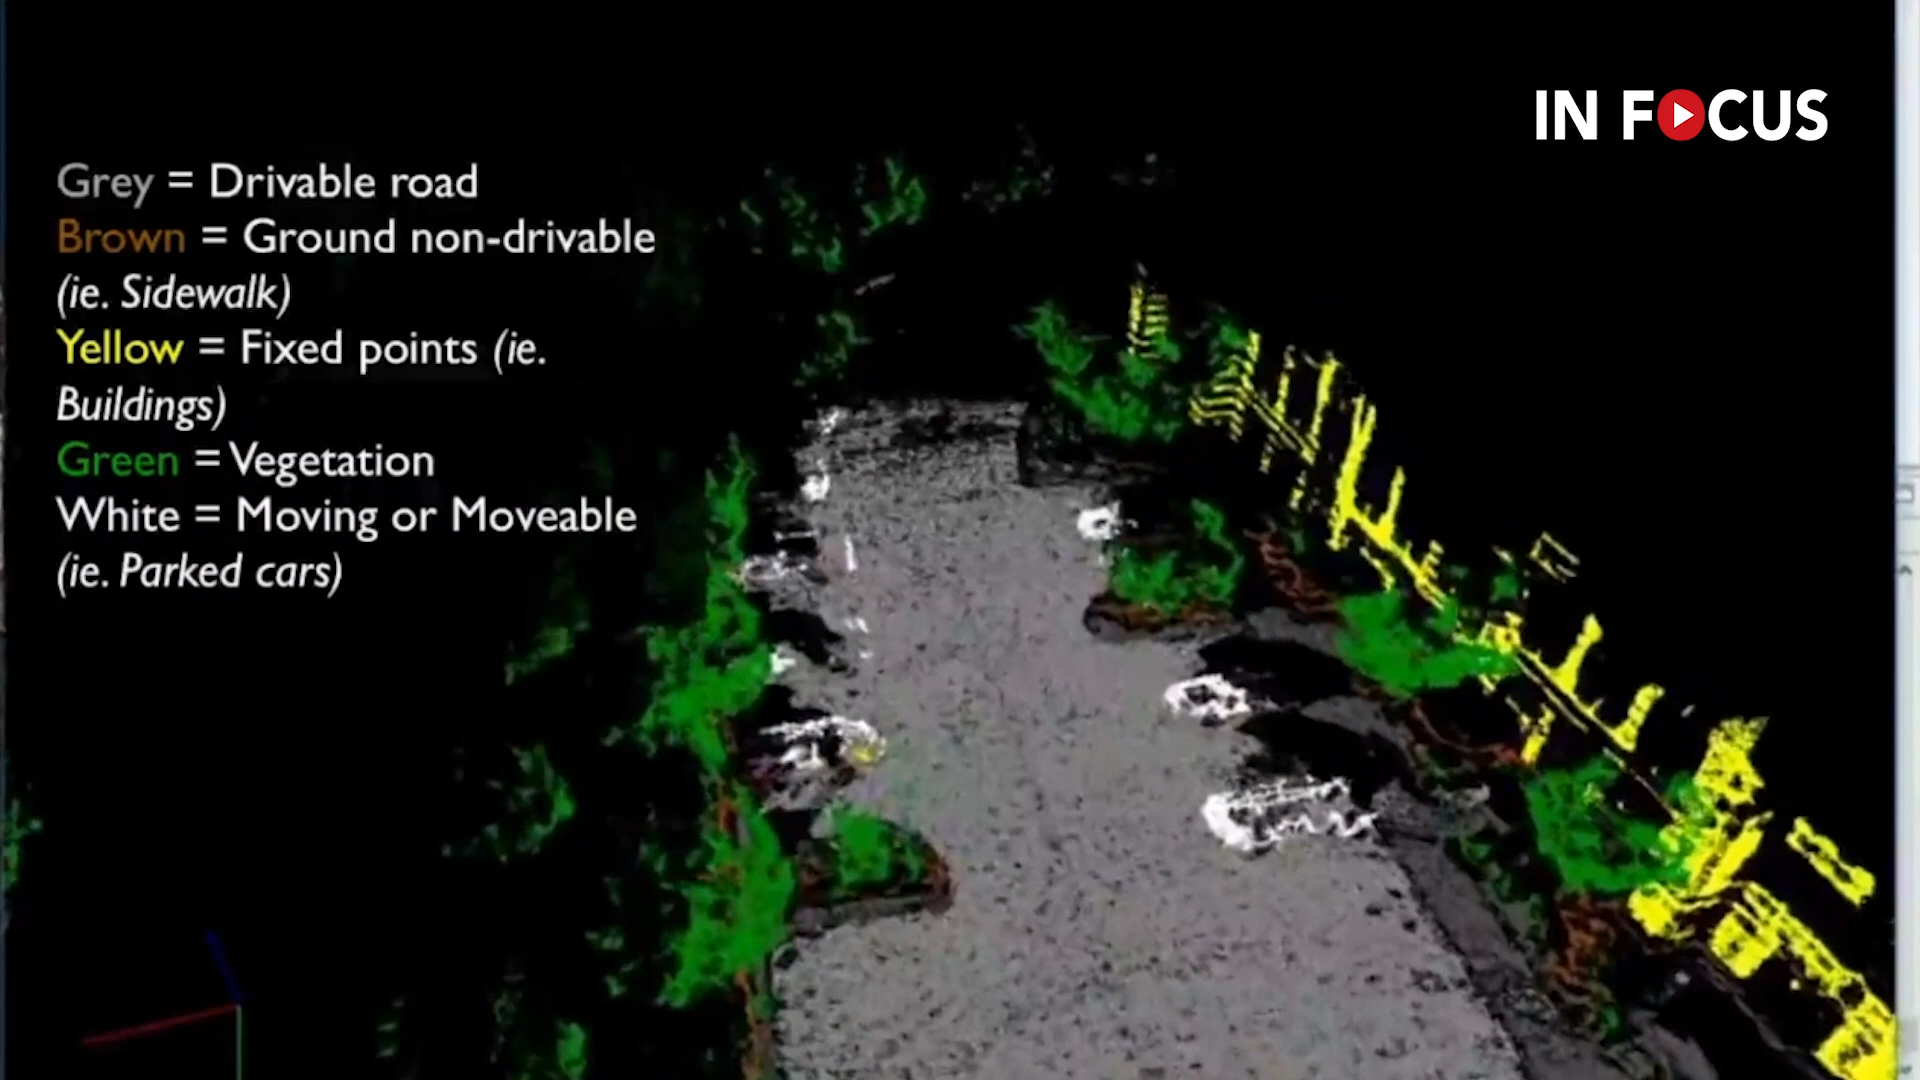 IN FOCUS
Grey = Drivable road
Brown = Ground non-drivable
(ie. Sidewalk)
Yellow = Fixed points (ie.
Buildings)
Green = Vegetation
White = Moving or Moveable
(ie. Parked cars)